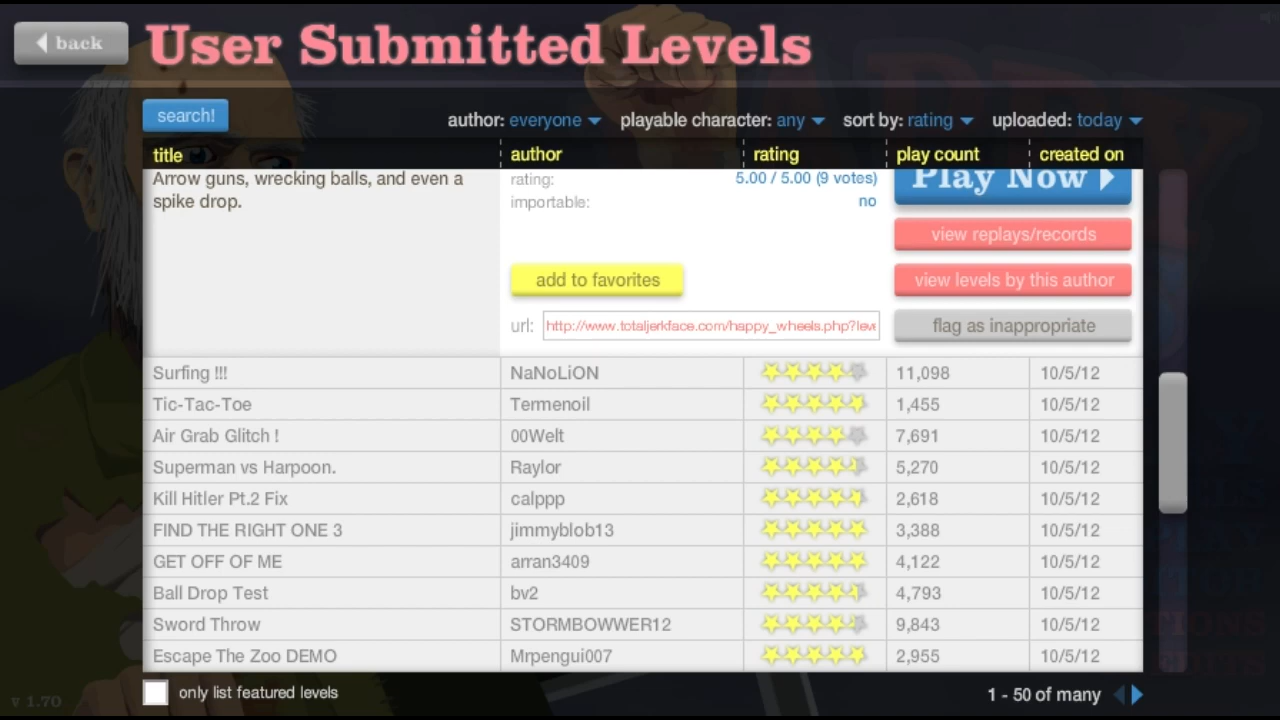 back
User Submitted Levels
search!
author: everyone playable character: any sort by: rating uploaded: today
title author rating play count created on
Arrow guns, wrecking balls, and even a
spike drop.
rating: 5.00 / 5.00 (9 votes)
importable: no
Play Now
view replays/records
add to favorites
view levels by this author
url: http://www.totaljerkface.com/happy_wheels.php?leve
flag as inappropriate
Surfing !!! NaNoLiON 11,098 10/5/12
Tic-Tac-Toe Termenoil 1,455 10/5/12
Air Grab Glitch ! 00Welt 7,691 10/5/12
Superman vs Harpoon. Raylor 5,270 10/5/12
Kill Hitler Pt.2 Fix calppp 2,618 10/5/12
FIND THE RIGHT ONE 3 jimmyblob13 3,388 10/5/12
GET OFF OF ME arran3409 4,122 10/5/12
Ball Drop Test bv2 4,793 10/5/12
Sword Throw STORMBOWWER12 9,843 10/5/12
Escape The Zoo DEMO Mrpengui007 2,955 10/5/12
only list featured levels
1 - 50 of many
v 1.70